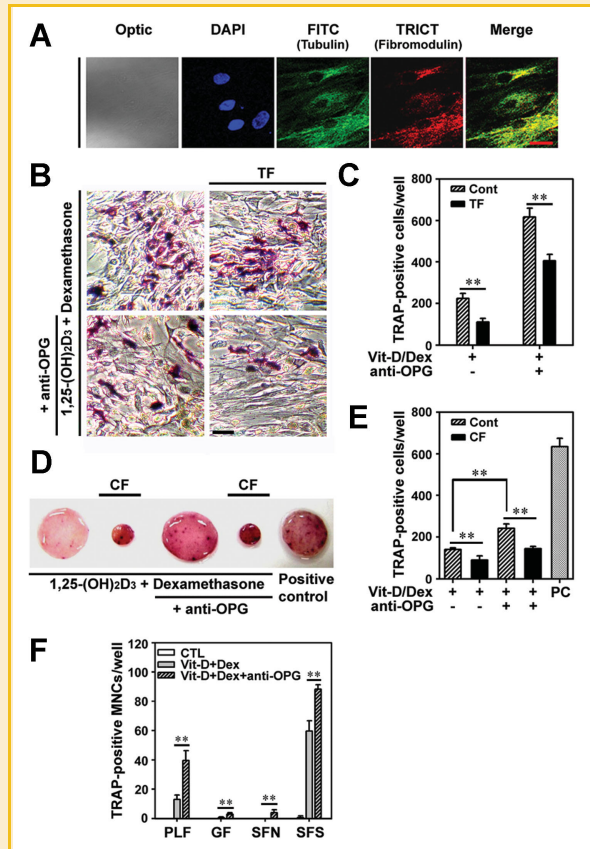 A
Optic DAPI FITC TRICT Merge
(Tubulin) (Fibromodulin)
B
TF
+ anti-OPG
1,25-(OH)2D3 + Dexamethasone
C
TRAP-positive cells/well
800
600
400
200
0
Cont
TF
**
**
Vit-D/Dex + +
anti-OPG - +
D
CF CF
1,25-(OH)2D3 + Dexamethasone Positive
+ anti-OPG control
E
TRAP-positive cells/well
800
600
400
200
0
Cont
CF
**
**
**
Vit-D/Dex + + + + PC
anti-OPG - - + +
F
TRAP-positive MNCs/well
120
100
80
60
40
20
0
CTL
Vit-D+Dex
Vit-D+Dex+anti-OPG
**
**
**
**
PLF GF SFN SFS